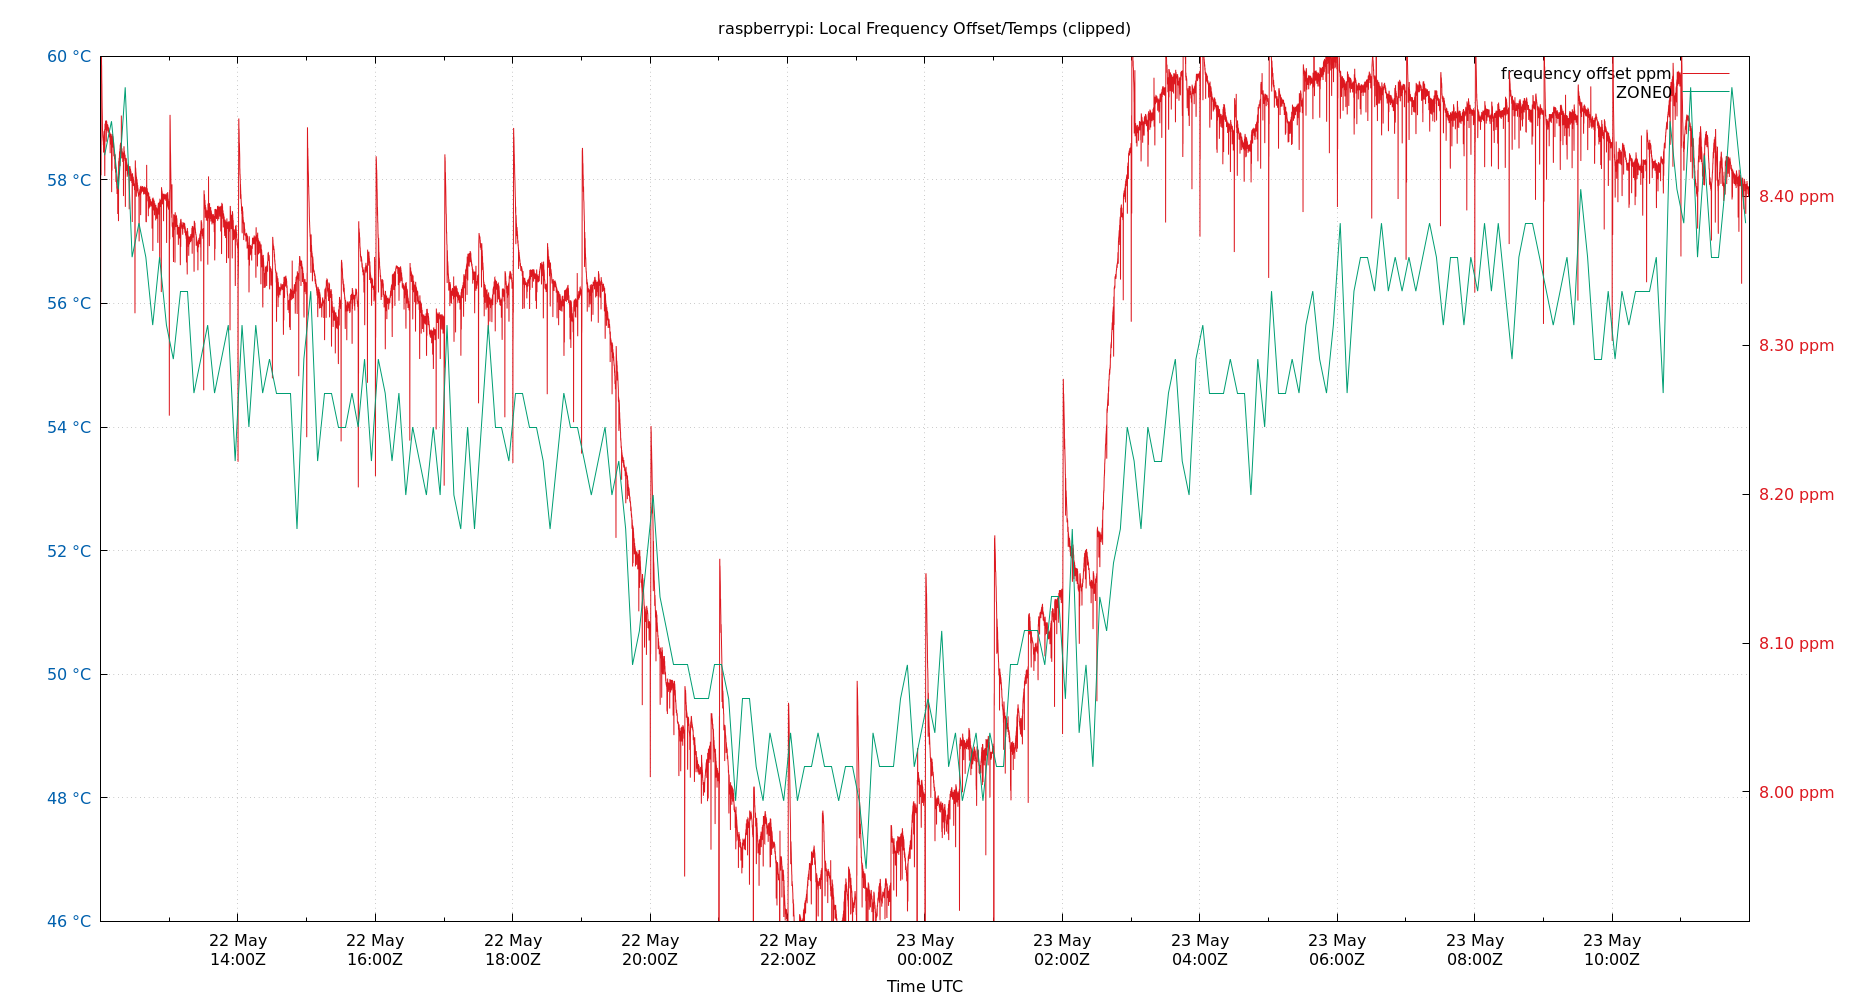 raspberrypi: Local Frequency Offset/Temps (clipped)
frequency offset ppm
ZONE0
60 °C
58 °C
56 °C
54 °C
52 °C
50 °C
48 °C
46 °C
8.40 ppm
8.30 ppm
8.20 ppm
8.10 ppm
8.00 ppm
22 May 22 May 22 May 22 May 22 May 23 May 23 May 23 May 23 May 23 May 23 May
14:00Z 16:00Z 18:00Z 20:00Z 22:00Z 00:00Z 02:00Z 04:00Z 06:00Z 08:00Z 10:00Z
Time UTC